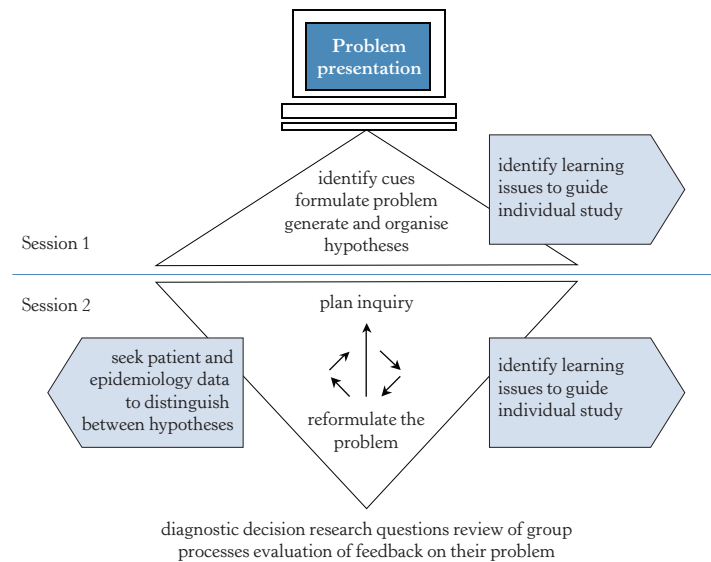 Problem
presentation
identify cues
formulate problem
generate and organise
hypotheses
identify learning
issues to guide
individual study
Session 1
Session 2
plan inquiry
seek patient and
epidemiology data
to distinguish
between hypotheses
reformulate the
problem
identify learning
issues to guide
individual study
diagnostic decision research questions review of group
processes evaluation of feedback on their problem